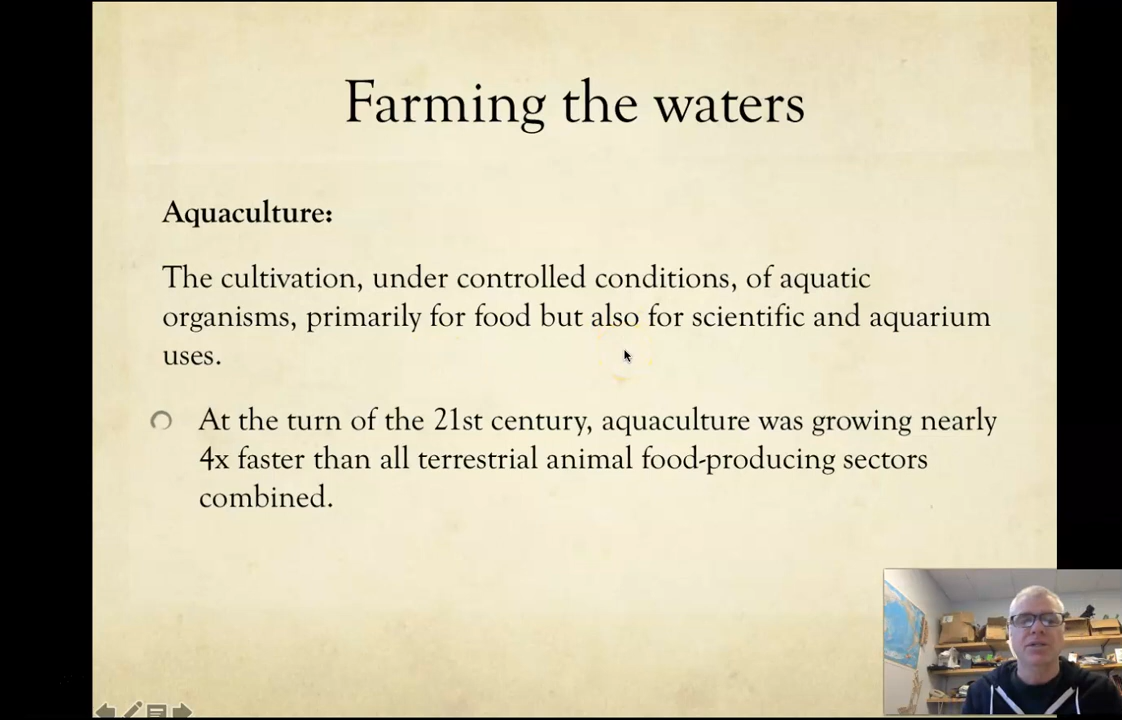 Farming the waters
Aquaculture:
The cultivation, under controlled conditions, of aquatic
organisms, primarily for food but also for scientific and aquarium
uses.
At the turn of the 21st century, aquaculture was growing nearly
4x faster than all terrestrial animal food-producing sectors
combined.